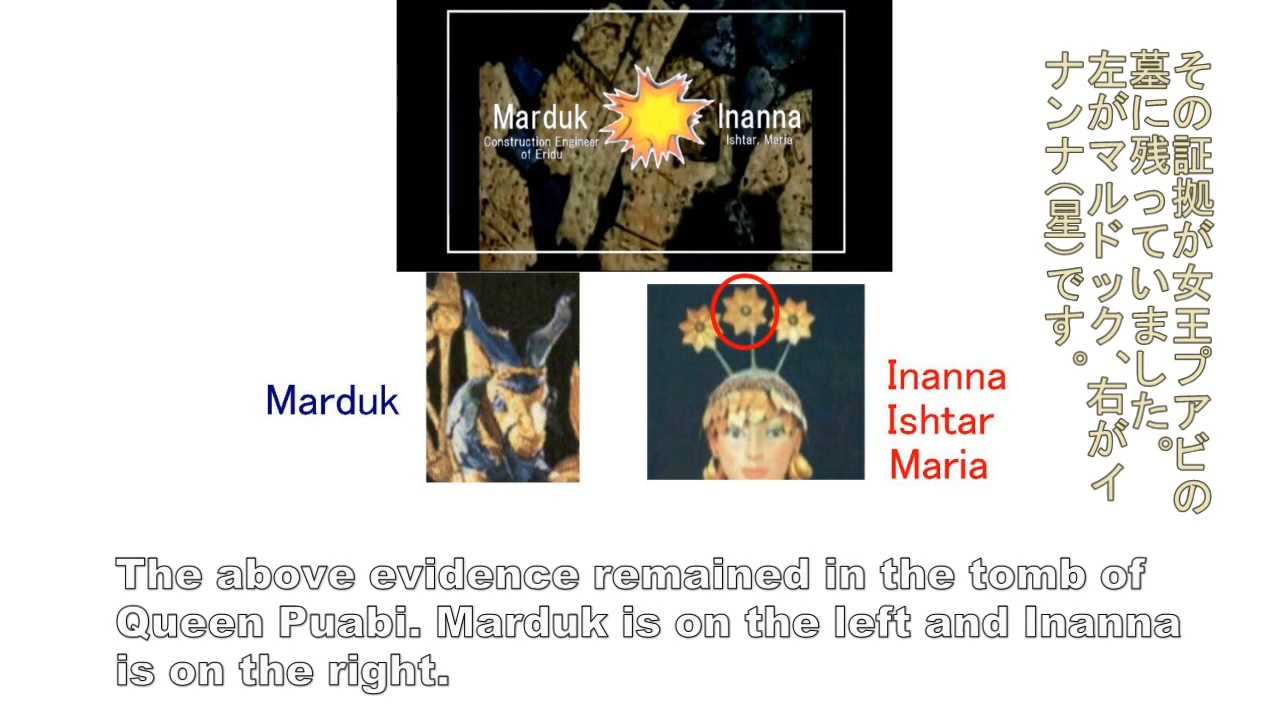 Marduk
Construction Engineer
of Eridu
Inanna
Ishtar, Maria
その証拠が女王プアビの
墓に残っていました。
左がマルドック、右がイ
ナンナ(星)です。
Marduk
Inanna
Ishtar
Maria
The above evidence remained in the tomb of
Queen Puabi. Marduk is on the left and Inanna
is on the right.